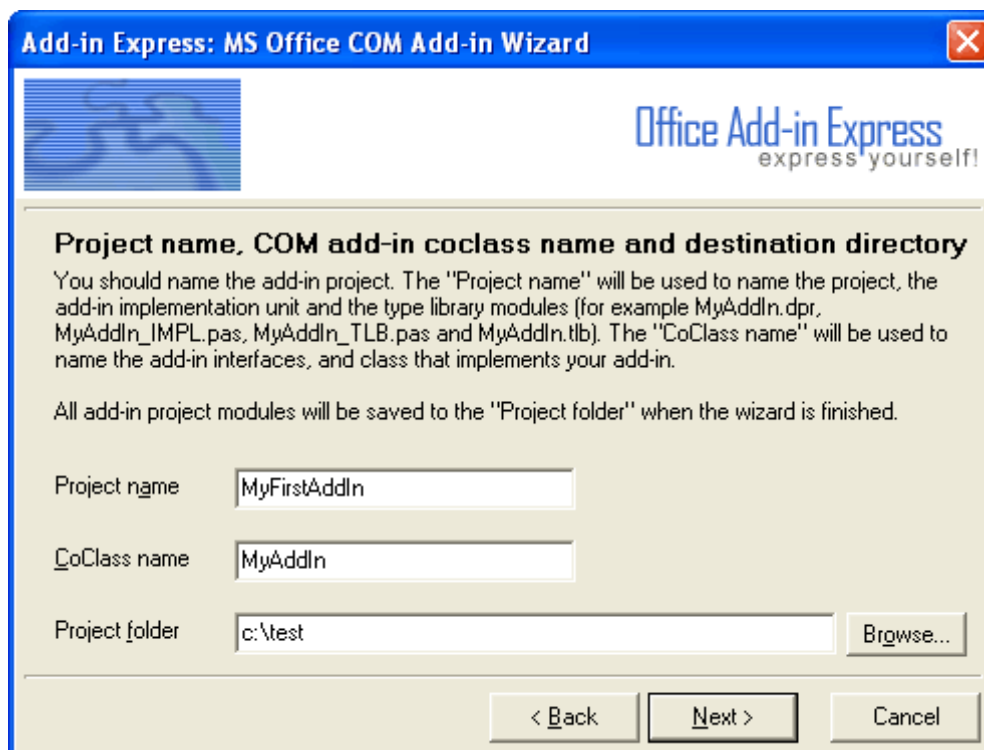 Add-in Express: MS Office COM Add-in Wizard
Office Add-in Express
express yourself!
Project name, COM add-in coclass name and destination directory
You should name the add-in project. The "Project name" will be used to name the project, the
add-in implementation unit and the type library modules (for example MyAddIn.dpr,
MyAddIn_IMPL.pas, MyAddIn_TLB.pas and MyAddIn.tlb). The "CoClass name" will be used to
name the add-in interfaces, and class that implements your add-in.
All add-in project modules will be saved to the "Project folder" when the wizard is finished.
Project name
MyFirstAddIn
CoClass name
MyAddIn
Project folder
c:\test
Browse...
< Back
Next >
Cancel